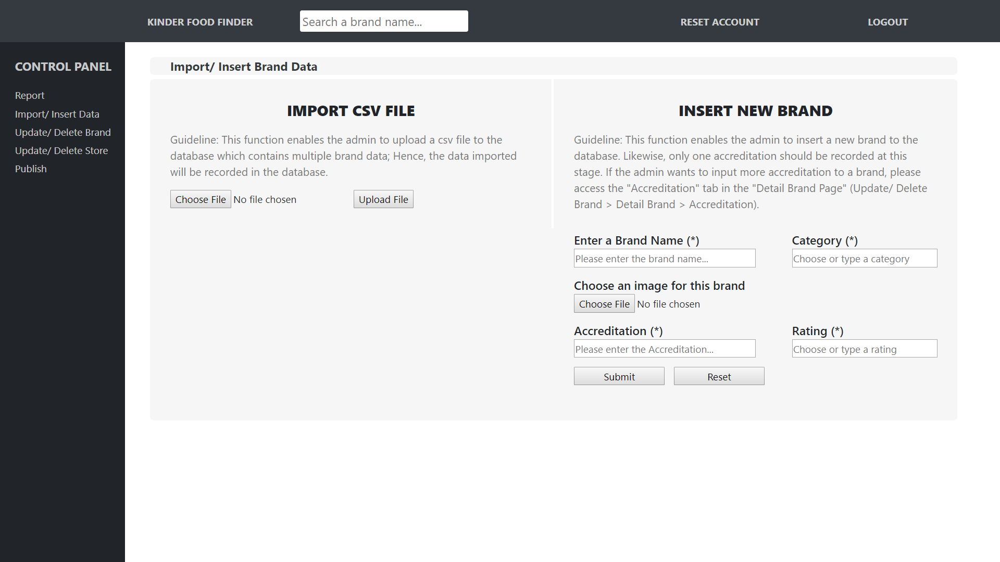 KINDER FOOD FINDER
Search a brand name...
RESET ACCOUNT
LOGOUT
CONTROL PANEL
Report
Import/ Insert Data
Update/ Delete Brand
Update/ Delete Store
Publish
Import/ Insert Brand Data
IMPORT CSV FILE
Guideline: This function enables the admin to upload a csv file to the
database which contains multiple brand data; Hence, the data imported
will be recorded in the database.
Choose File No file chosen
Upload File
INSERT NEW BRAND
Guideline: This function enables the admin to insert a new brand to the
database. Likewise, only one accreditation should be recorded at this
stage. If the admin wants to input more accreditation to a brand, please
access the "Accreditation" tab in the "Detail Brand Page" (Update/ Delete
Brand > Detail Brand > Accreditation).
Enter a Brand Name (*)
Please enter the brand name...
Category (*)
Choose or type a category
Choose an image for this brand
Choose File No file chosen
Accreditation (*)
Please enter the Accreditation...
Rating (*)
Choose or type a rating
Submit
Reset